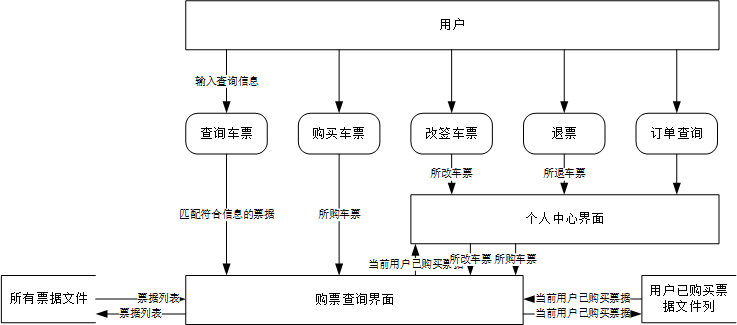 用户
输入查询信息
查询车票
购买车票
改签车票
退票
订单查询
所改车票
所退车票
匹配符合信息的票据
所购车票
个人中心界面
当前用户已购买票据
所改车票
所购车票
所有票据文件
票据列表
票据列表
购票查询界面
当前用户已购买票据
当前用户已购买票据
用户已购买票
据文件列